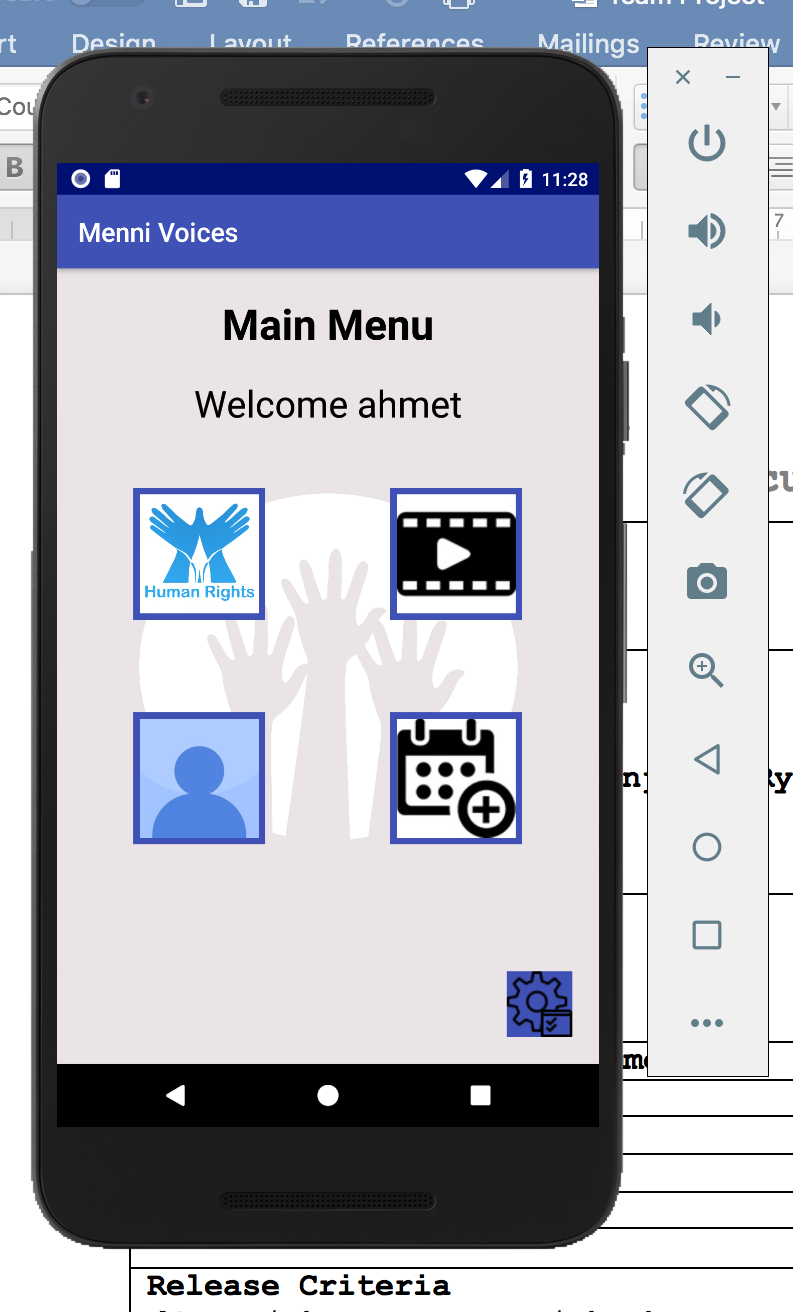 Team Project
Design Layout References Mailings Review
B
7
11:28
Menni Voices
Main Menu
Welcome ahmet
Human Rights
Release Criteria